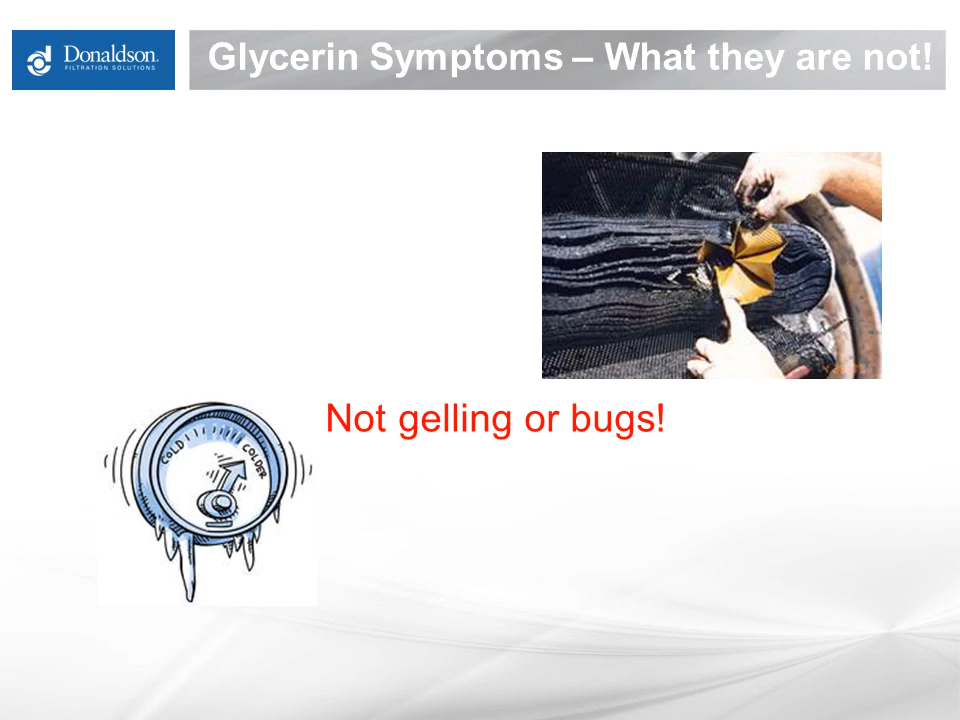 Donaldson.
FILTRATION SOLUTIONS
Glycerin Symptoms – What they are not!
Not gelling or bugs!
COLD
COLDER